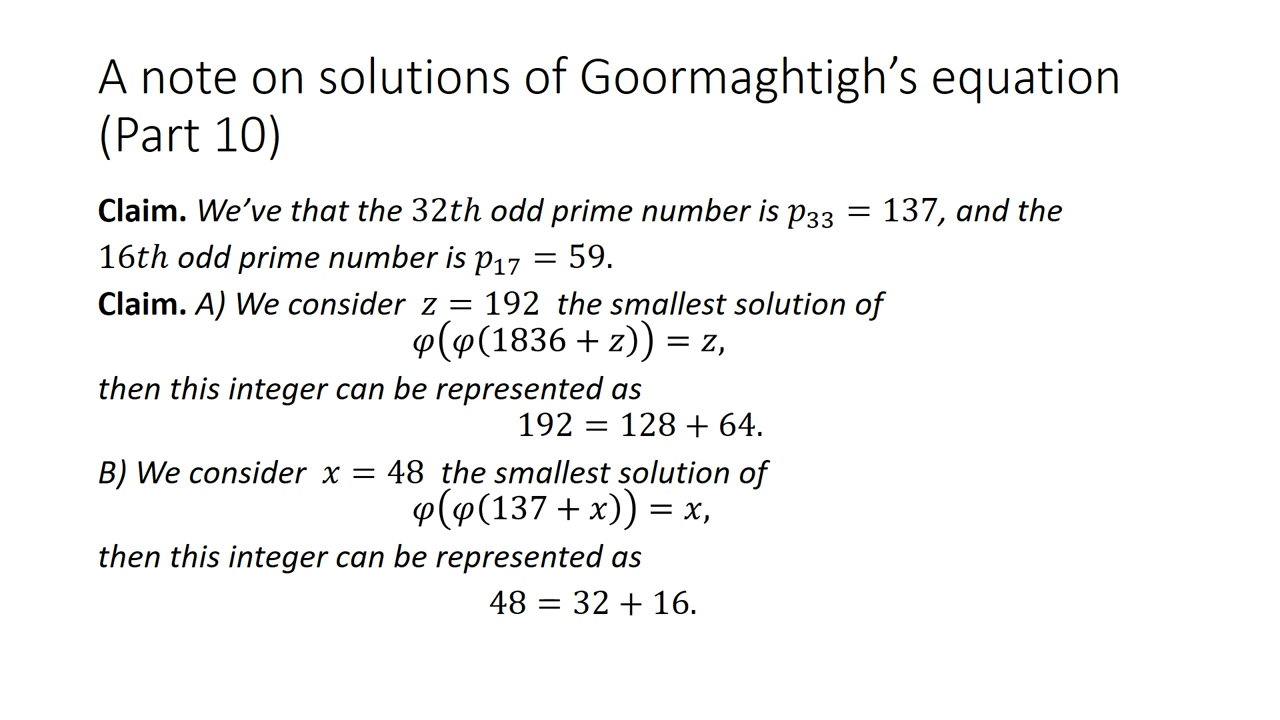 A note on solutions of Goormaghtigh’s equation
(Part 10)
Claim. We’ve that the 32th odd prime number is p₃₃ = 137, and the
16th odd prime number is p₁₇ = 59.
Claim. A) We consider z = 192 the smallest solution of
φ(φ(1836 + z)) = z,
then this integer can be represented as
192 = 128 + 64.
B) We consider x = 48 the smallest solution of
φ(φ(137 + x)) = x,
then this integer can be represented as
48 = 32 + 16.